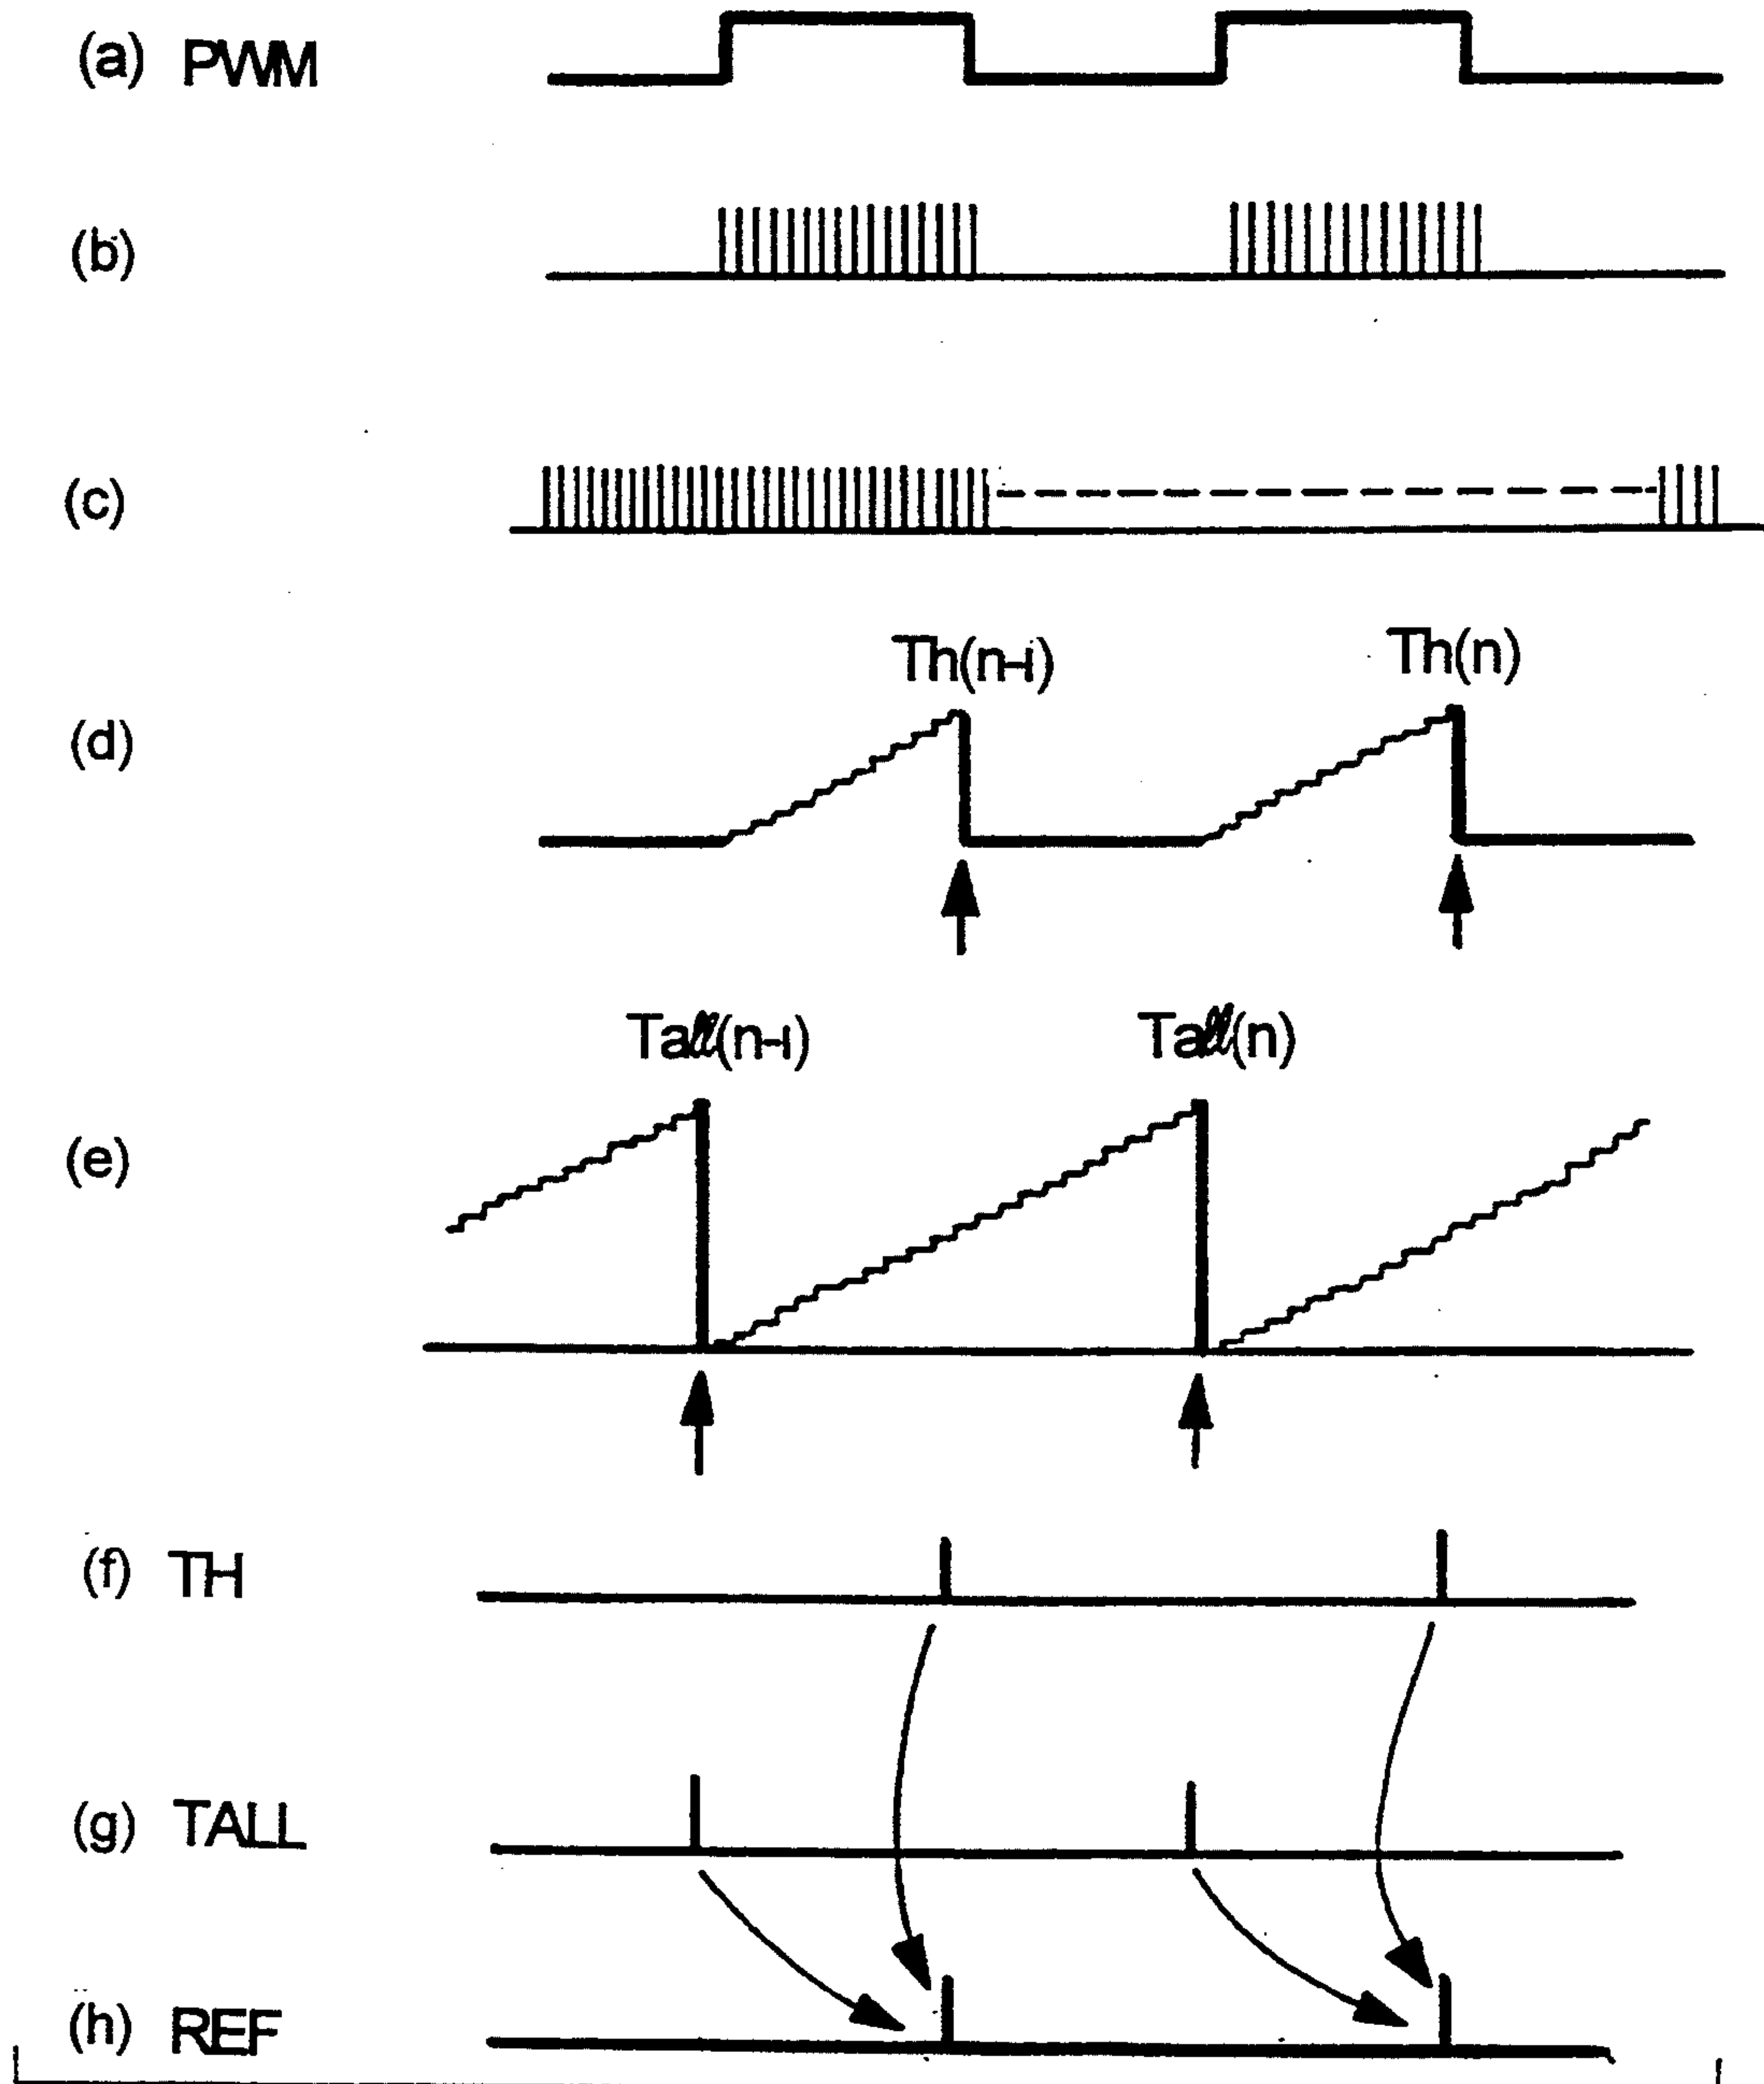 (a) PWM
(b)
(c)
Th(n-1) Th(n)
(d)
Tall(n-1) Tall(n)
(e)
(f) TH
(g) TALL
(h) REF